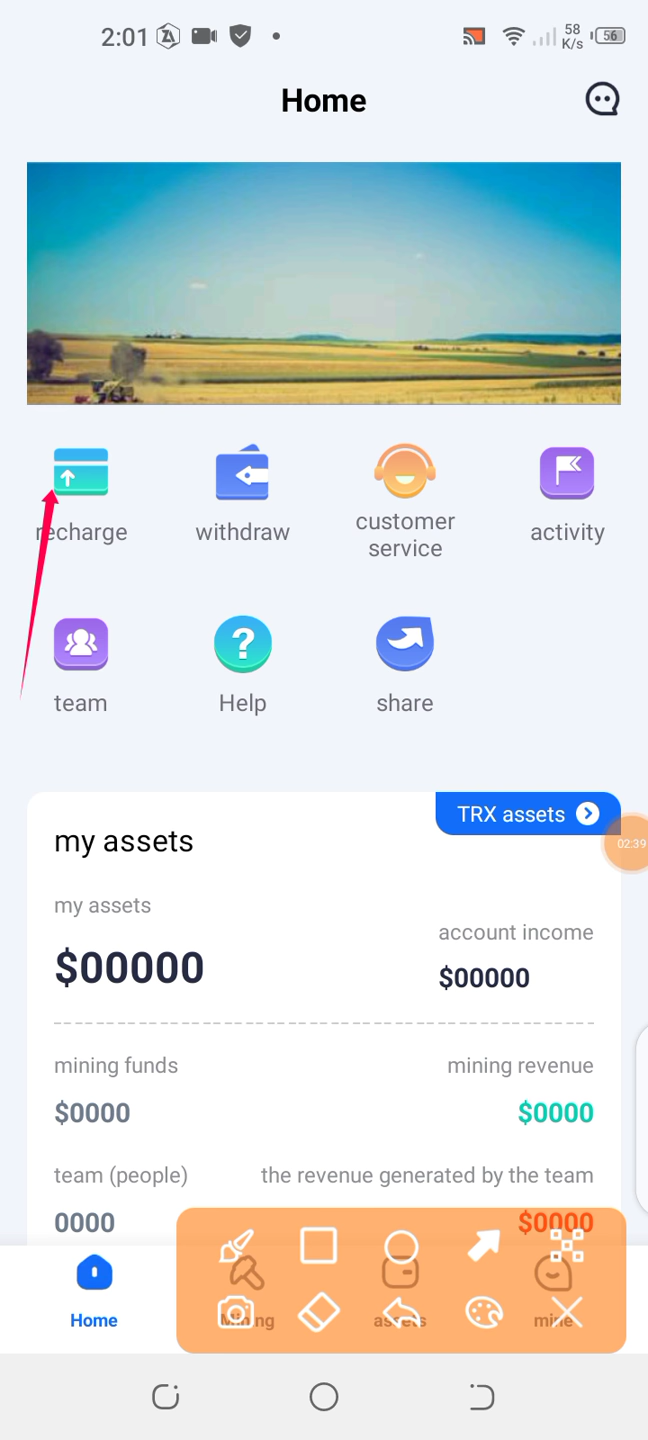 2:01
58
K/s
56
Home
recharge
withdraw
customer
service
activity
team
Help
share
TRX assets
my assets
02:39
my assets
account income
$00000
$00000
mining funds
mining revenue
$0000
$0000
team (people)
the revenue generated by the team
0000
$0000
Home
Mining
assets
mine